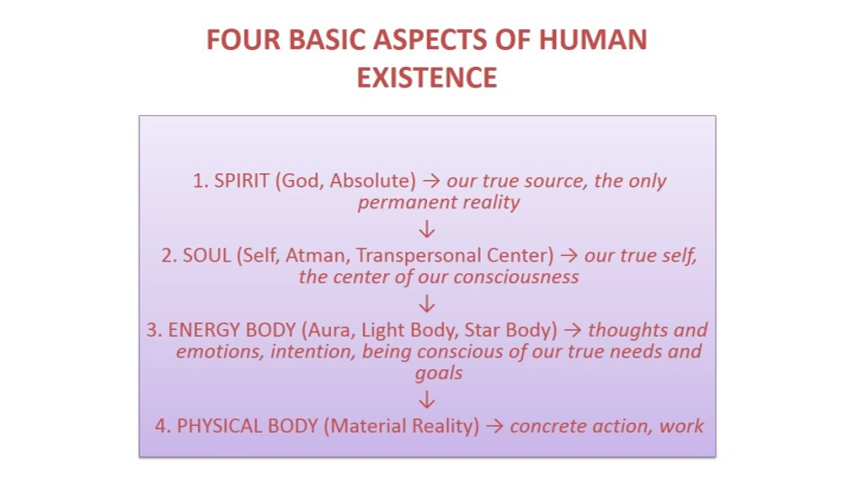 FOUR BASIC ASPECTS OF HUMAN
EXISTENCE
1. SPIRIT (God, Absolute) → our true source, the only
permanent reality
↓
2. SOUL (Self, Atman, Transpersonal Center) → our true self,
the center of our consciousness
↓
3. ENERGY BODY (Aura, Light Body, Star Body) → thoughts and
emotions, intention, being conscious of our true needs and
goals
↓
4. PHYSICAL BODY (Material Reality) → concrete action, work